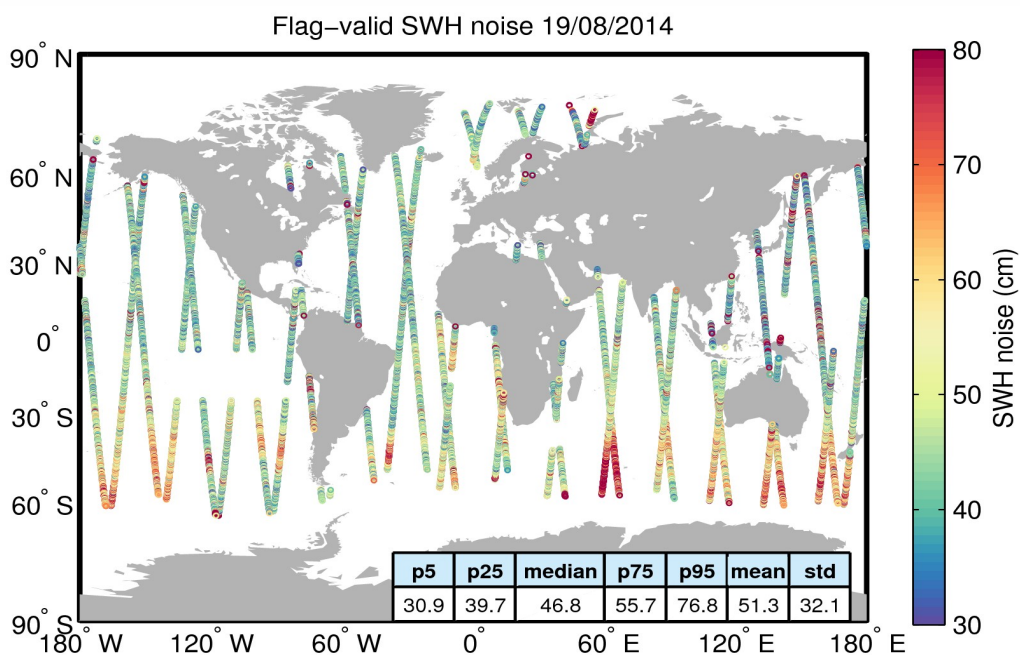 Flag−valid SWH noise 19/08/2014
90° N
60° N
30° N
0°
30° S
60° S
90° S
180° W
120° W
60° W
0°
60° E
120° E
180° E
80
70
60
50
40
30
SWH noise (cm)
p5 p25 median p75 p95 mean std
30.9 39.7 46.8 55.7 76.8 51.3 32.1